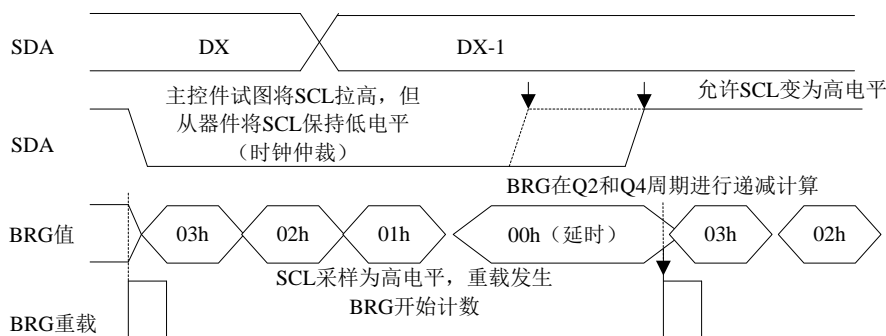 SDA
DX
DX-1
主控件试图将SCL拉高，但
从器件将SCL保持低电平
（时钟仲裁）
允许SCL变为高电平
SDA
BRG在Q2和Q4周期进行递减计算
BRG值
03h
02h
01h
00h（延时）
03h
02h
SCL采样为高电平，重载发生
BRG开始计数
BRG重载